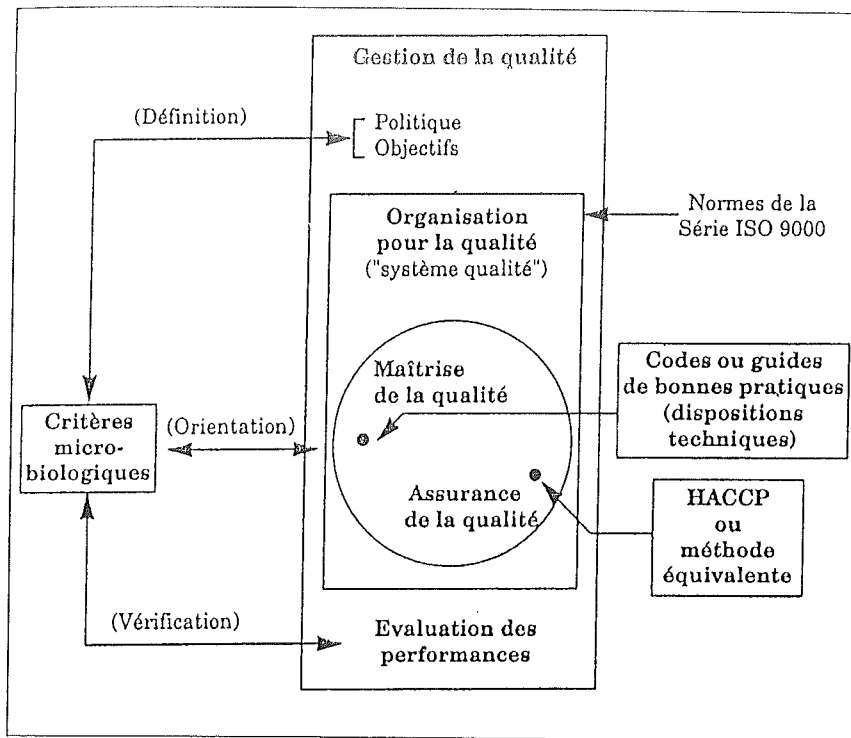 Gestion de la qualité
(Définition)
Politique
Objectifs
Normes de la
Série ISO 9000
Organisation
pour la qualité
("système qualité")
Codes ou guides
de bonnes pratiques
(dispositions
techniques)
Maîtrise
de la qualité
Critères
micro-
biologiques
(Orientation)
Assurance
de la qualité
HACCP
ou
méthode
équivalente
(Vérification)
Evaluation des
performances